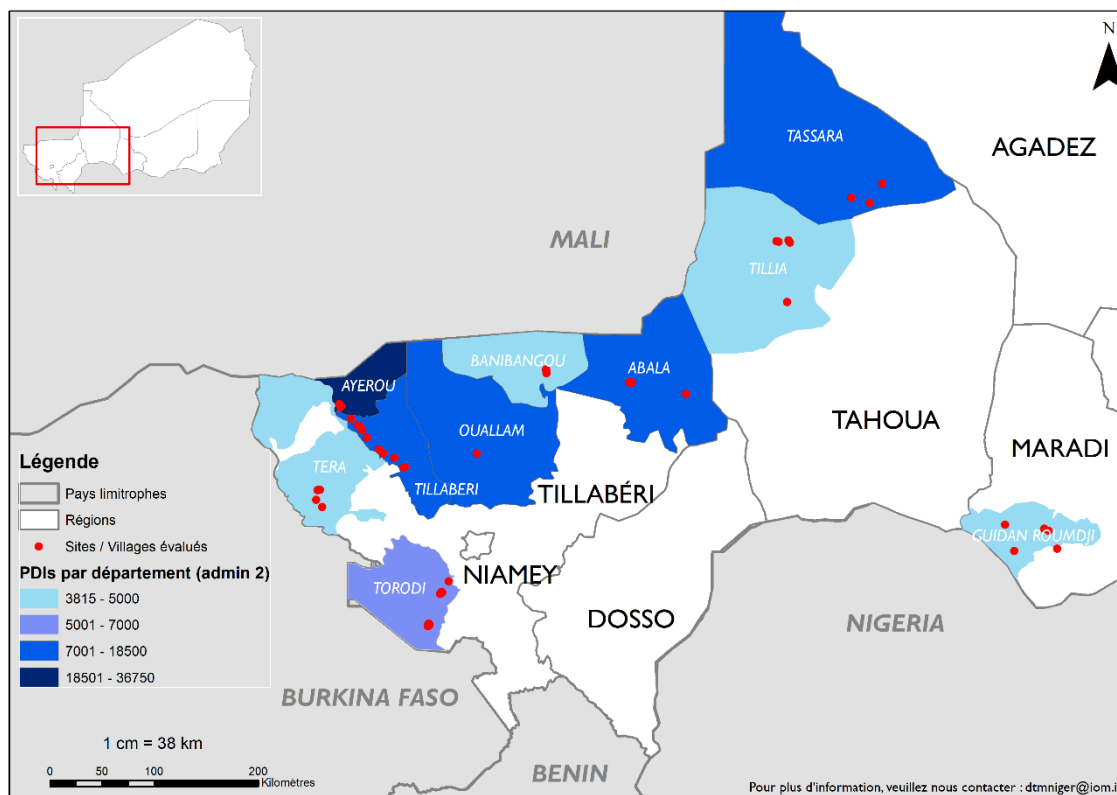 N
TASSARA
AGADEZ
MALI
TILLIA
BANIBANGOU
ABALA
AYEROU
TAHOUA
OUALLAM
MARADI
TERA
TILLABERI
TILLABÉRI
GUIDAN ROUMDJI
TORODI
NIAMEY
DOSSO
NIGERIA
BURKINA FASO
BENIN
Légende
Pays limitrophes
Régions
Sites / Villages évalués
PDIs par département (admin 2)
3815 - 5000
5001 - 7000
7001 - 18500
18501 - 36750
1 cm = 38 km
0 50 100 200
Kilomètres
Pour plus d'information, veuillez nous contacter : dtmniger@iom.i